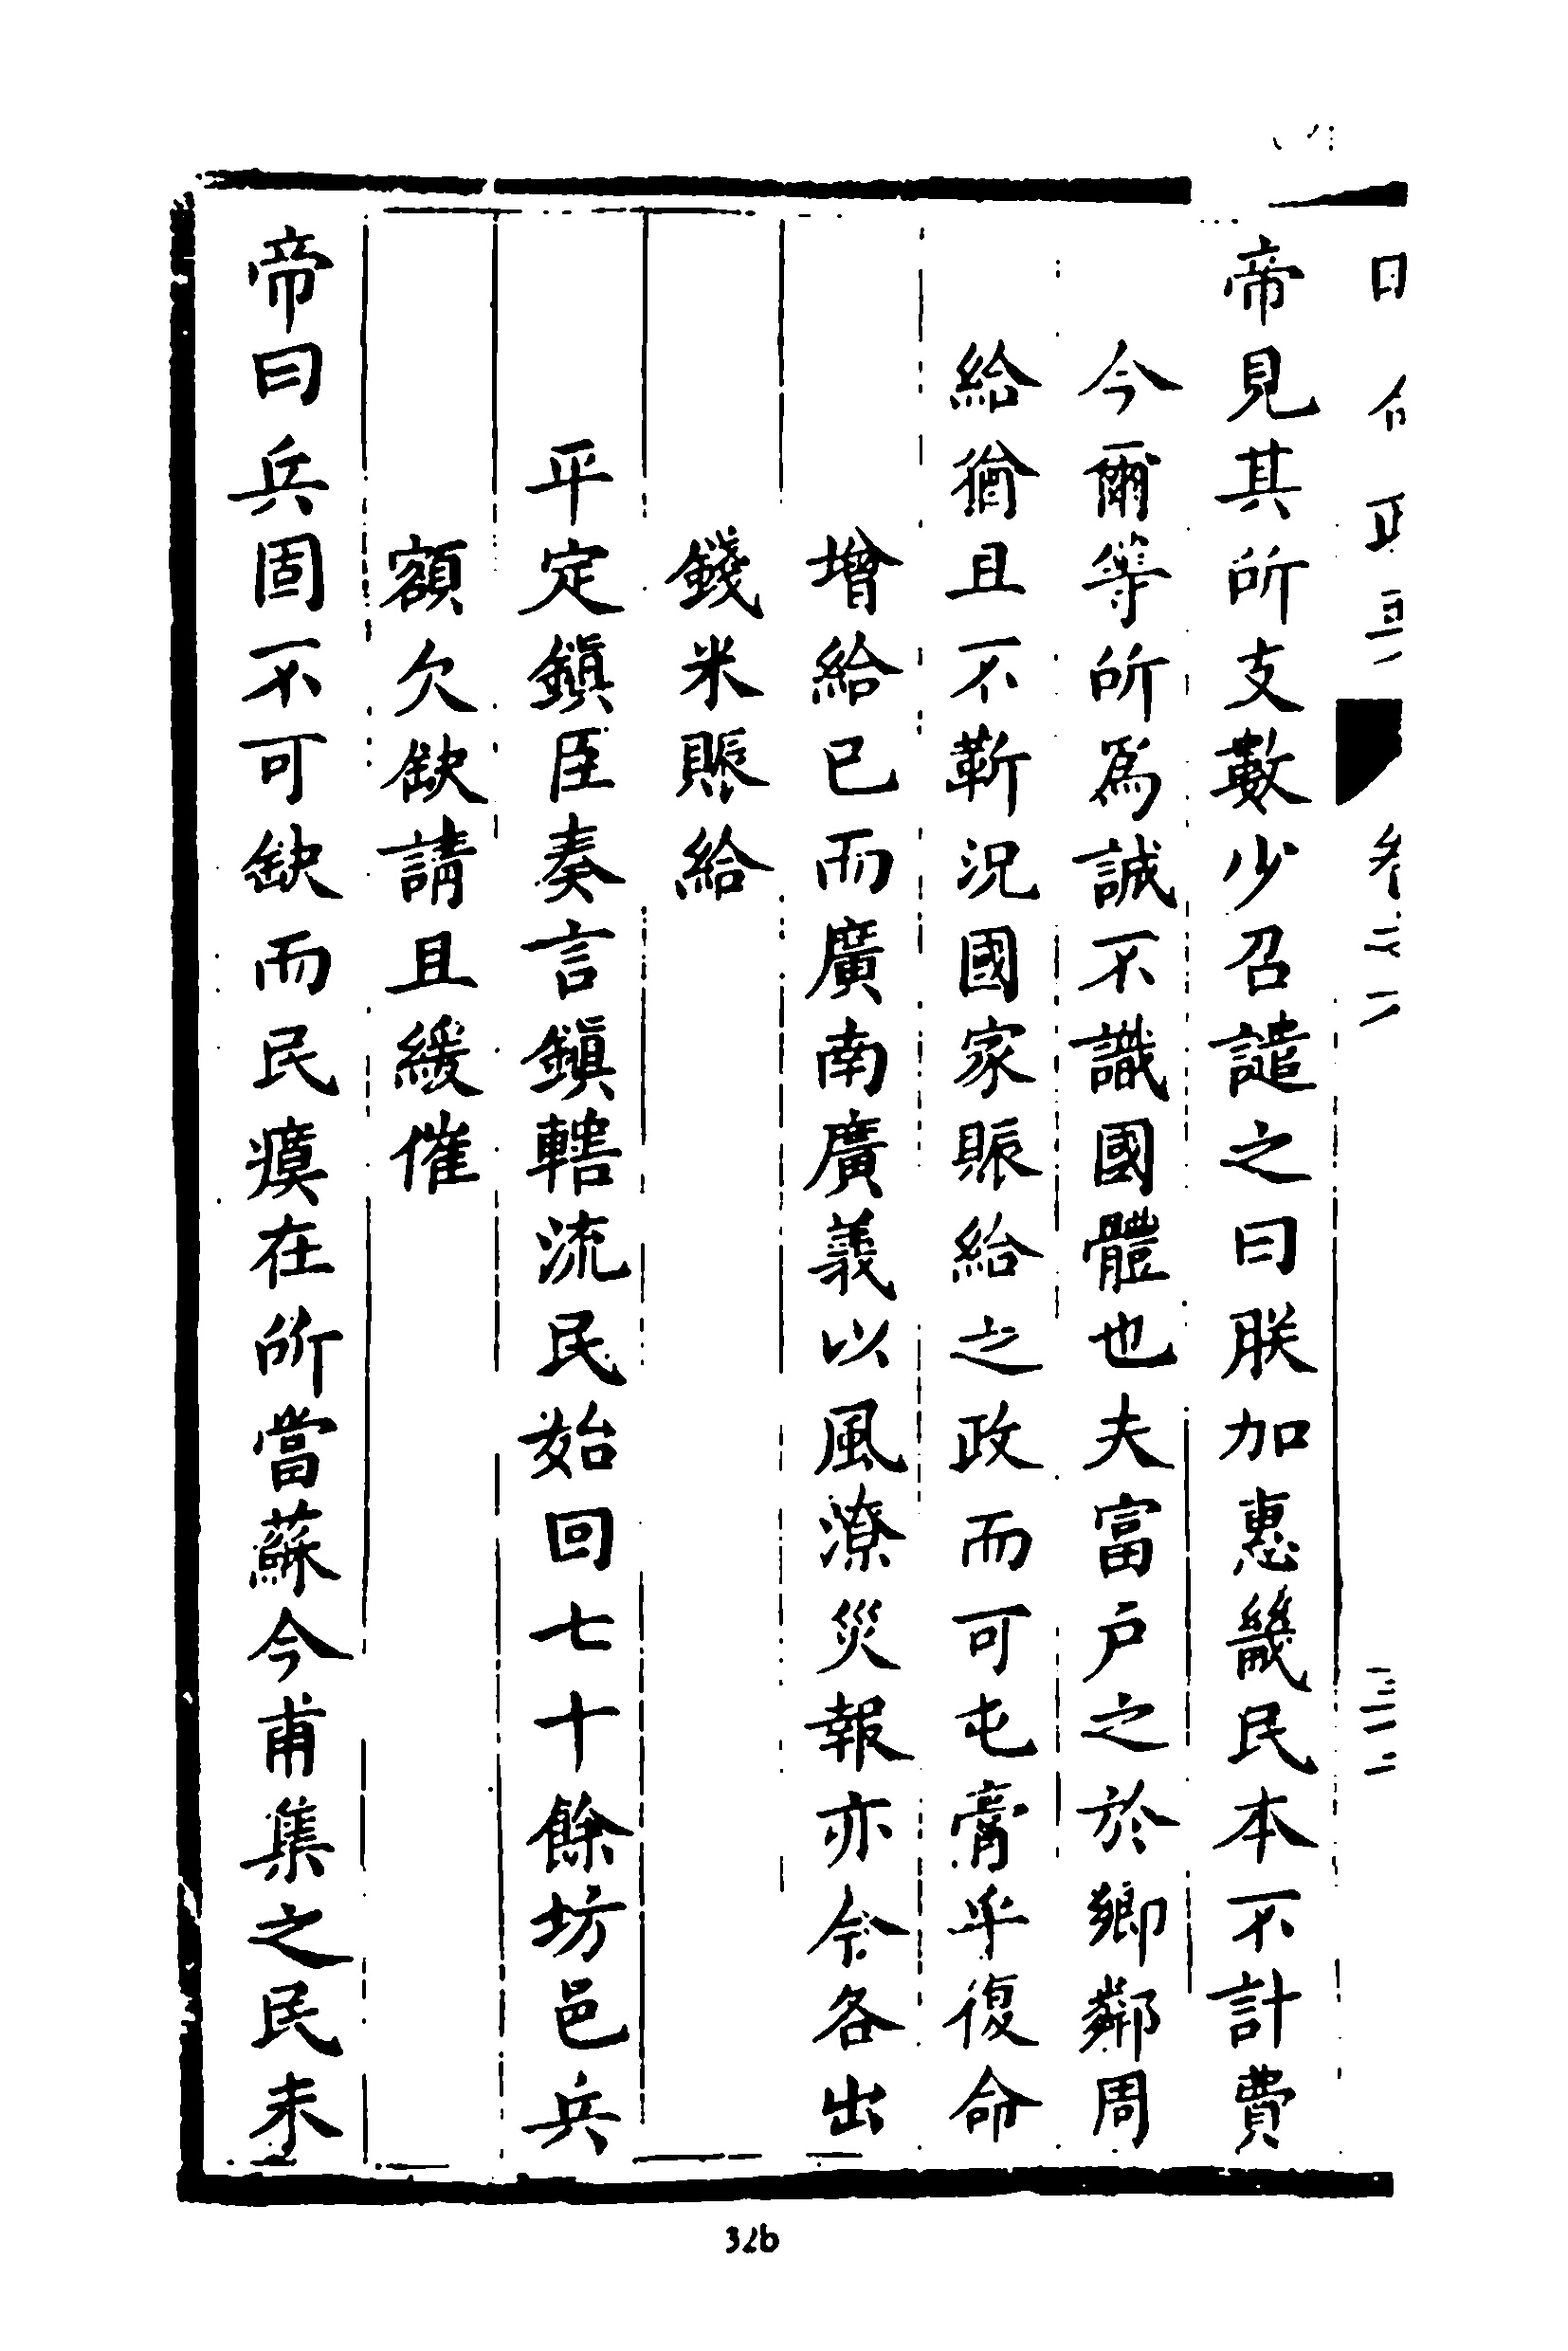 帝見其所支數少召譴之曰朕加惠畿民本不計費
今爾等所爲誠不識國體也夫富戶之於鄉鄰周
給猶且不靳況國家賑給之政而可屯膏乎復命
增給已而廣南廣義以風潦災報亦令各出
錢米賑給
平定鎭臣奏言鎭轄流民始回七十餘坊邑兵
額欠缺請且緩催
帝曰兵固不可缺而民瘼在所當蘇今甫集之民未
32b